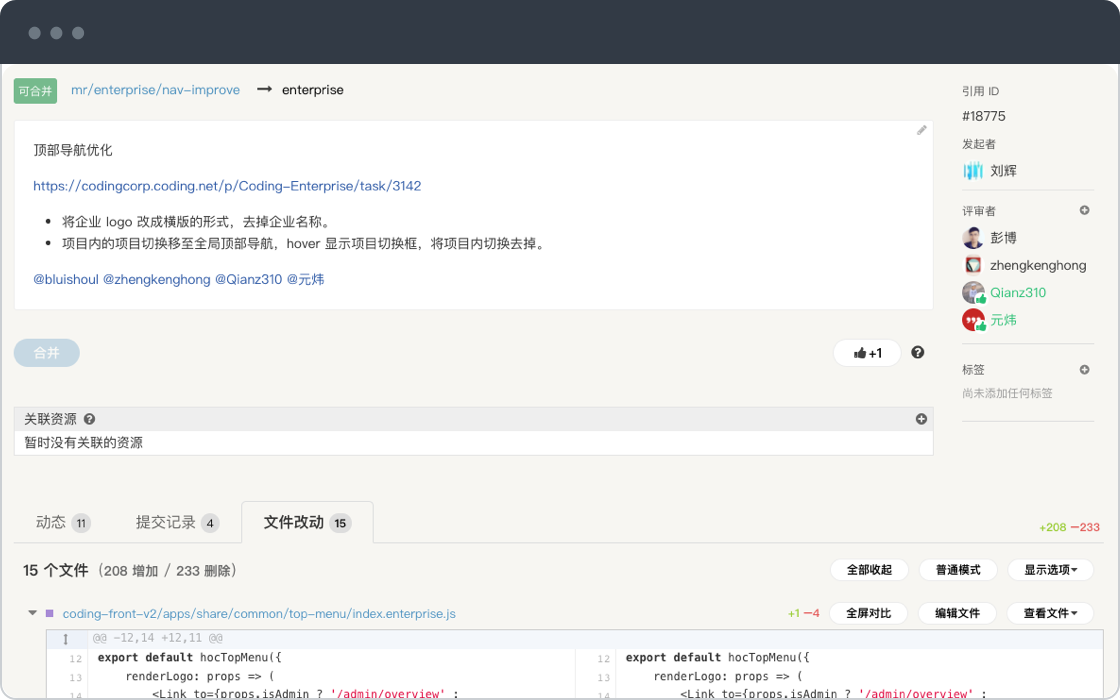 可合并 mr/enterprise/nav-improve → enterprise
顶部导航优化
https://codingcorp.coding.net/p/Coding-Enterprise/task/3142
• 将企业 logo 改成横版的形式，去掉企业名称。
• 项目内的项目切换移至全局顶部导航，hover 显示项目切换框，将项目内切换去掉。
@bluishoul @zhengkenghong @Qianz310 @元炜
合并 +1
关联资源
暂时没有关联的资源
引用 ID
#18775
发起者
刘辉
评审者
彭博
zhengkenghong
Qianz310
元炜
标签
尚未添加任何标签
动态 11 提交记录 4 文件改动 15 +208 −233
15 个文件（208 增加 / 233 删除） 全部收起 普通模式 显示选项
coding-front-v2/apps/share/common/top-menu/index.enterprise.js +1 −4 全屏对比 编辑文件 查看文件
@@ -12,14 +12,11 @@
12 export default hocTopMenu({ 12 export default hocTopMenu({
13 renderLogo: props => ( 13 renderLogo: props => (
14 <Link to={props.isAdmin ? '/admin/overview' : 14 <Link to={props.isAdmin ? '/admin/overview' :